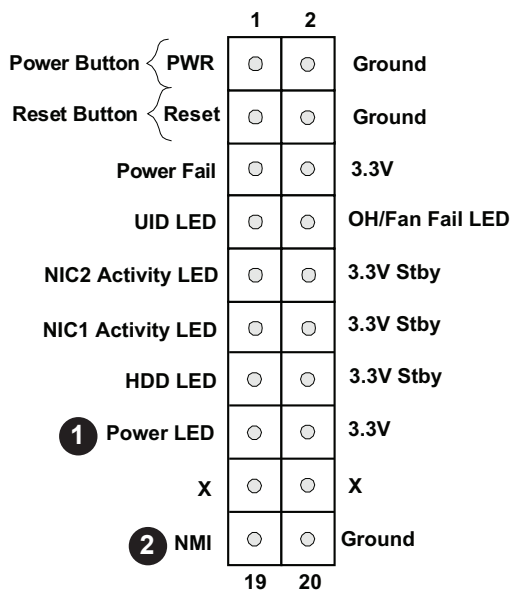 1 2
Power Button PWR Ground
Reset Button Reset Ground
Power Fail 3.3V
UID LED OH/Fan Fail LED
NIC2 Activity LED 3.3V Stby
NIC1 Activity LED 3.3V Stby
HDD LED 3.3V Stby
1 Power LED 3.3V
X X
2 NMI Ground
19 20